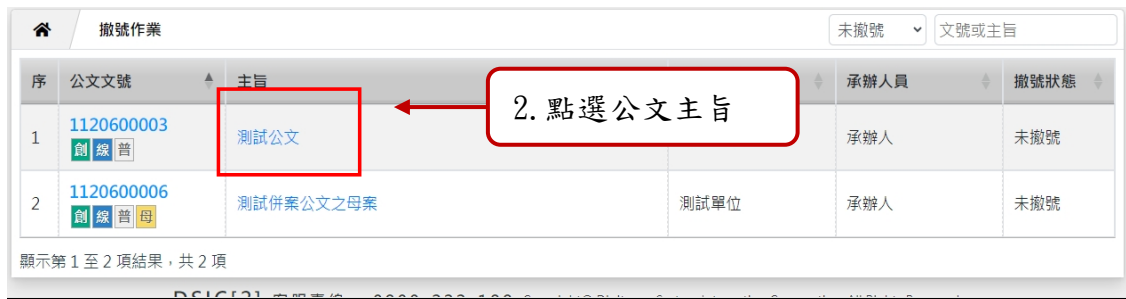 撤號作業
未撤號
文號或主旨
序 公文文號 主旨 承辦人員 撤號狀態
2.點選公文主旨
1 1120600003 測試公文 承辦人 未撤號
創 線 普
2 1120600006 測試併案公文之母案 測試單位 承辦人 未撤號
創 線 普 母
顯示第 1 至 2 項結果，共 2 項